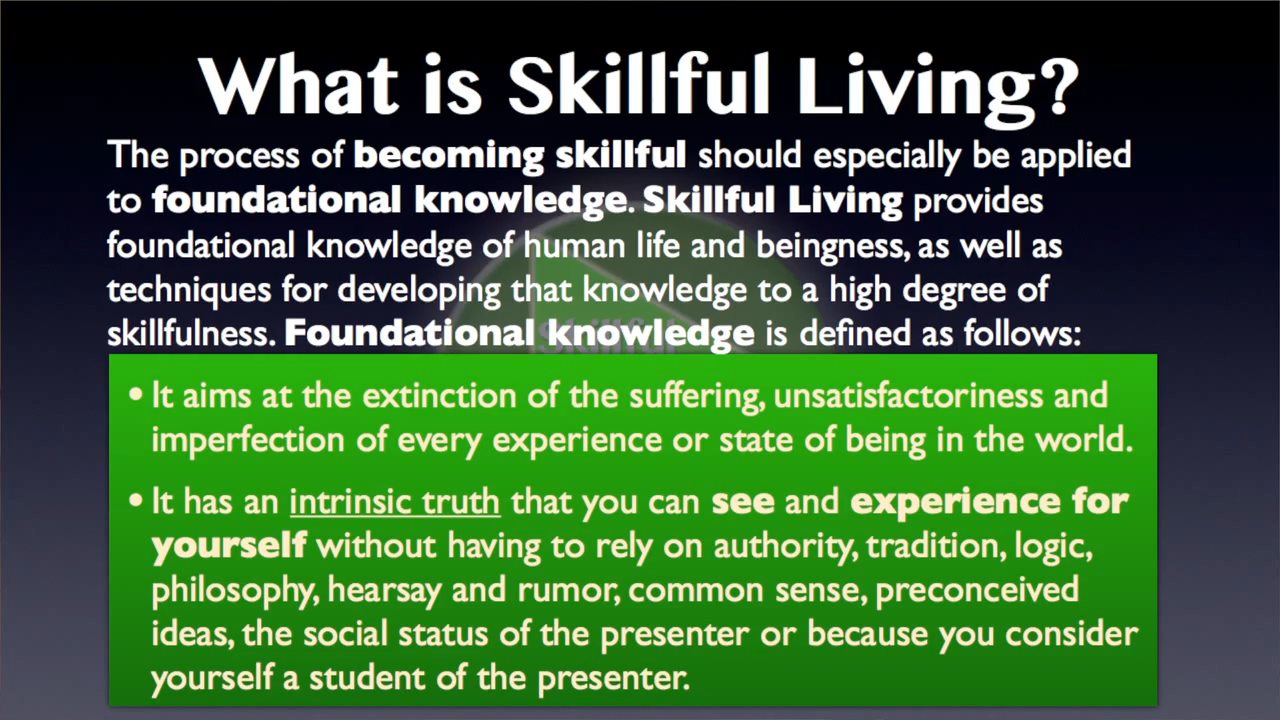 What is Skillful Living?
The process of becoming skillful should especially be applied
to foundational knowledge. Skillful Living provides
foundational knowledge of human life and beingness, as well as
techniques for developing that knowledge to a high degree of
skillfulness. Foundational knowledge is defined as follows:
Skillful
• It aims at the extinction of the suffering, unsatisfactoriness and
imperfection of every experience or state of being in the world.
• It has an intrinsic truth that you can see and experience for
yourself without having to rely on authority, tradition, logic,
philosophy, hearsay and rumor, common sense, preconceived
ideas, the social status of the presenter or because you consider
yourself a student of the presenter.